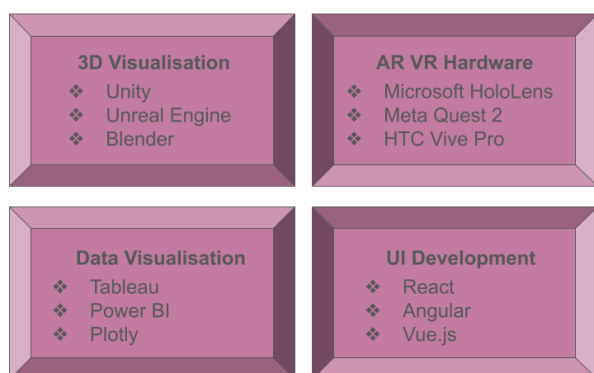 3D Visualisation
❖ Unity
❖ Unreal Engine
❖ Blender
AR VR Hardware
❖ Microsoft HoloLens
❖ Meta Quest 2
❖ HTC Vive Pro
Data Visualisation
❖ Tableau
❖ Power BI
❖ Plotly
UI Development
❖ React
❖ Angular
❖ Vue.js